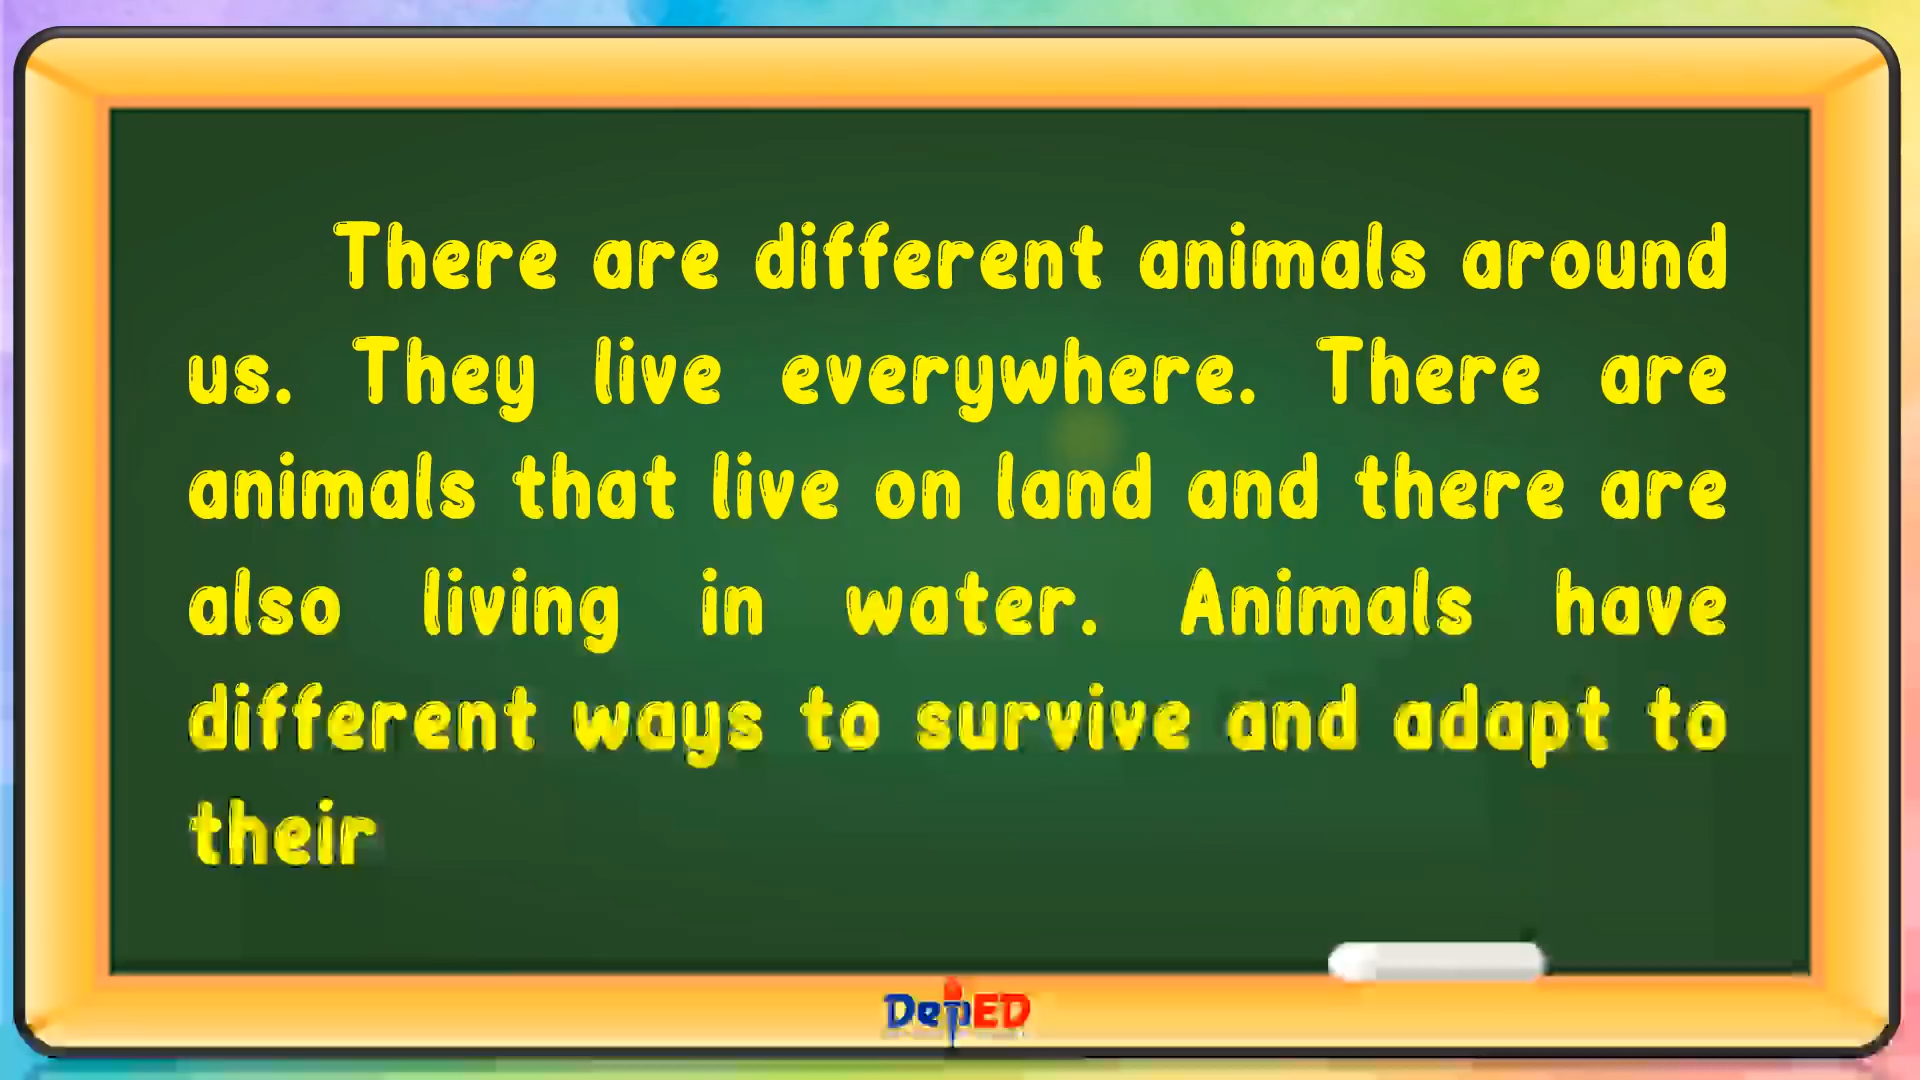 There are different animals around
us. They live everywhere. There are
animals that live on land and there are
also living in water. Animals have
different ways to survive and adapt to
their
DepED